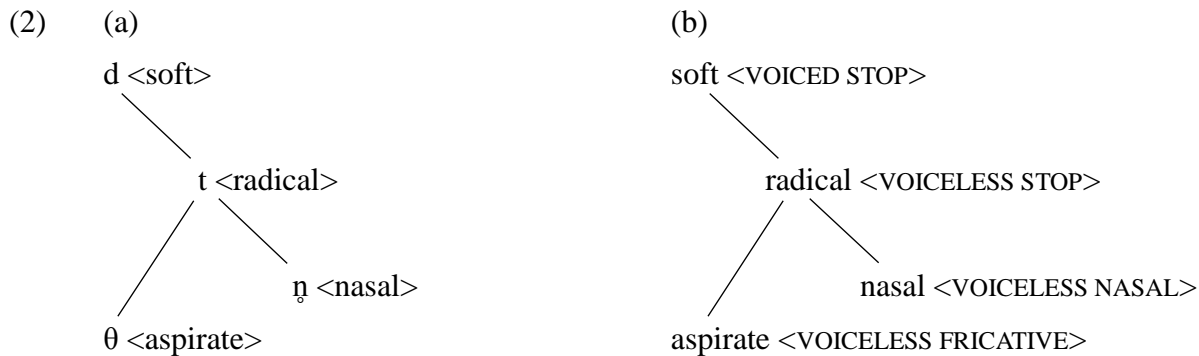 (2) (a) (b)
d <soft> soft <VOICED STOP>
t <radical> radical <VOICELESS STOP>
n̥ <nasal> nasal <VOICELESS NASAL>
θ <aspirate> aspirate <VOICELESS FRICATIVE>